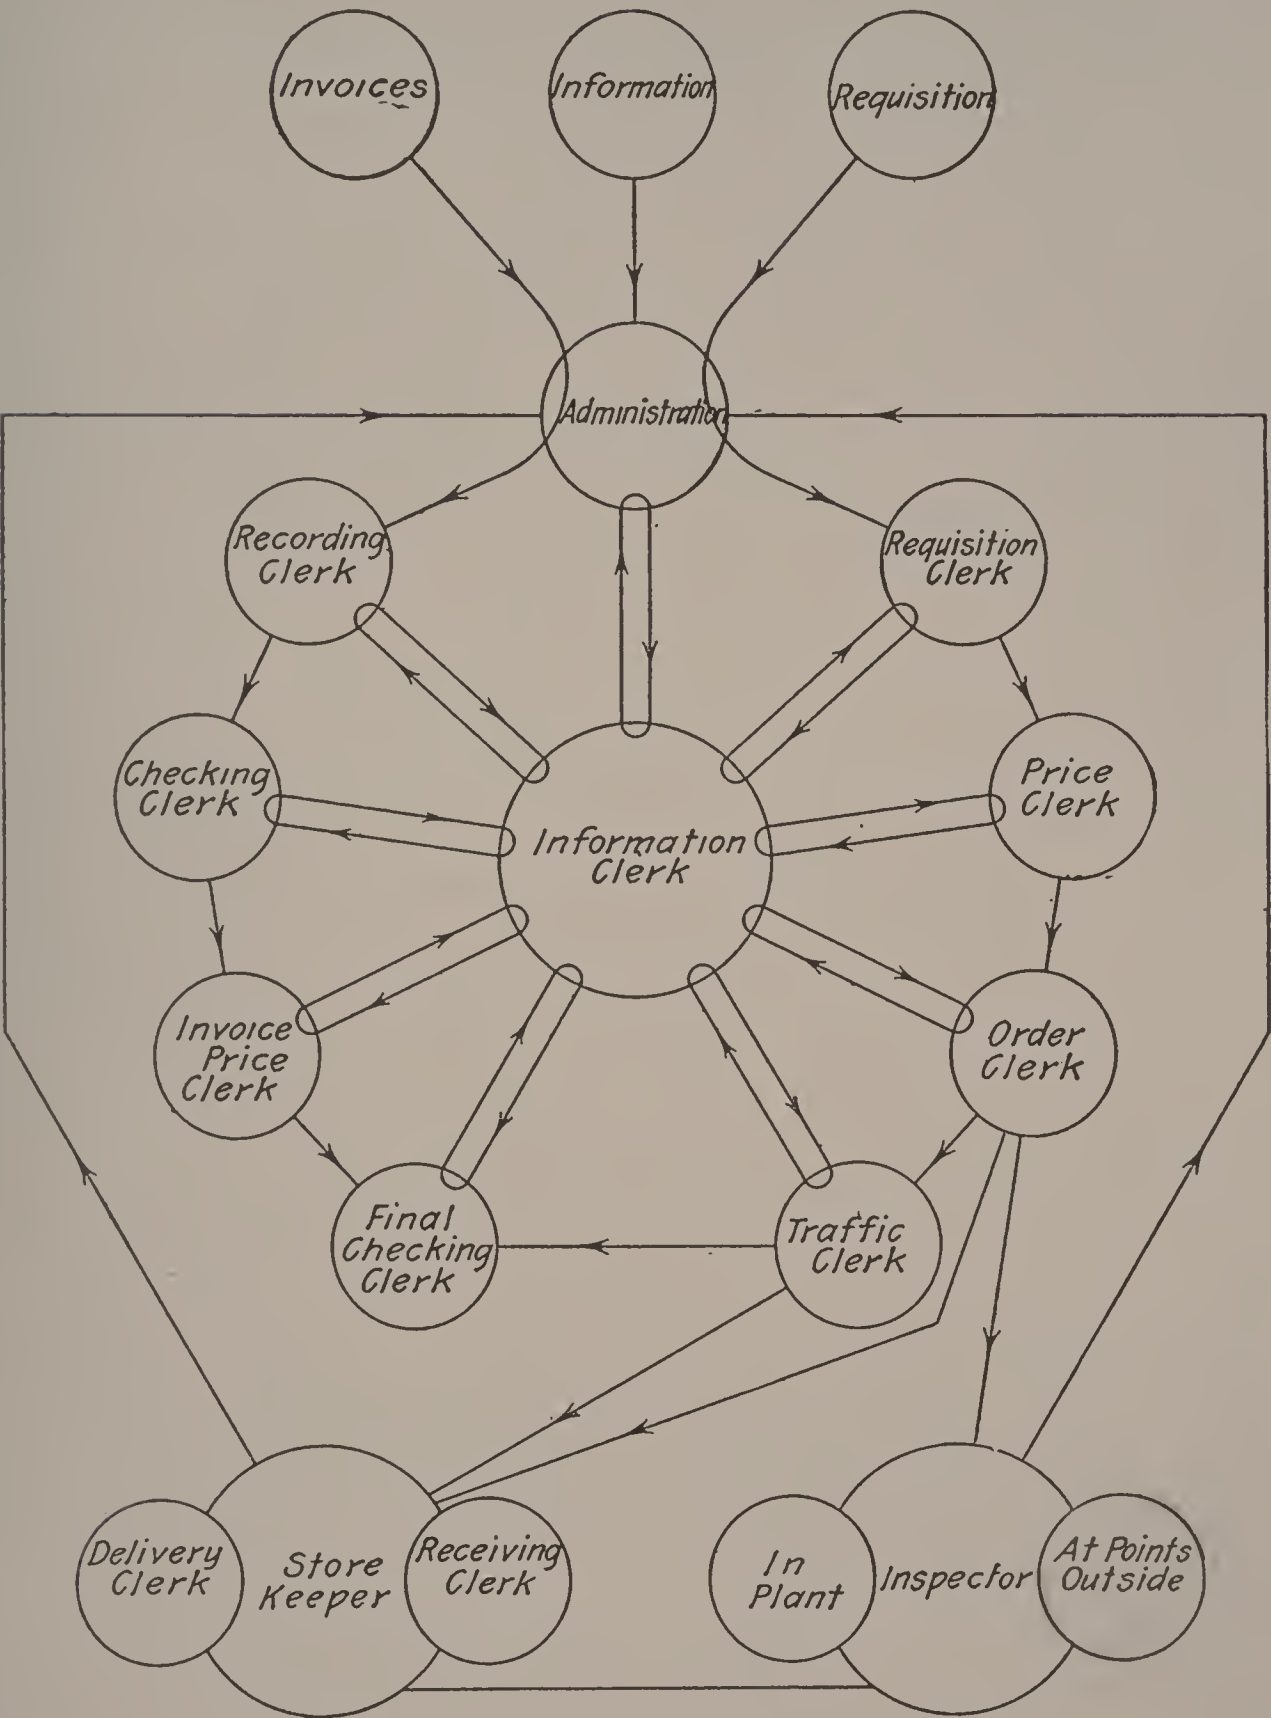 Invoices
Information
Requisition
Administration
Recording
Clerk
Requisition
Clerk
Checking
Clerk
Information
Clerk
Price
Clerk
Invoice
Price
Clerk
Order
Clerk
Final
Checking
Clerk
Traffic
Clerk
Delivery
Clerk
Store
Keeper
Receiving
Clerk
In
Plant
Inspector
At Points
Outside